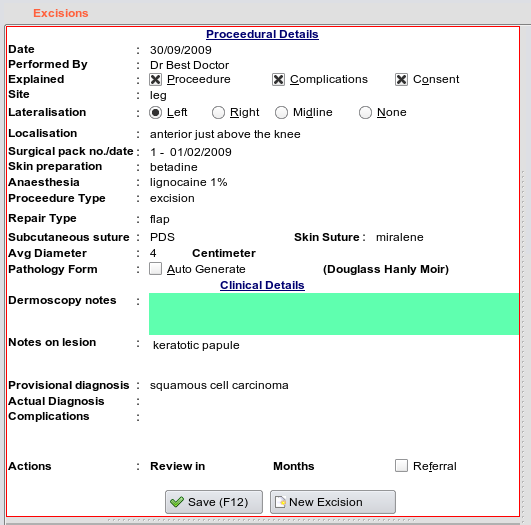 Excisions
Proceedural Details
Date : 30/09/2009
Performed By : Dr Best Doctor
Explained : Proceedure Complications Consent
Site : leg
Lateralisation : Left Right Midline None
Localisation : anterior just above the knee
Surgical pack no./date : 1 - 01/02/2009
Skin preparation : betadine
Anaesthesia : lignocaine 1%
Proceedure Type : excision
Repair Type : flap
Subcutaneous suture : PDS Skin Suture : miralene
Avg Diameter : 4 Centimeter
Pathology Form : Auto Generate (Douglass Hanly Moir)
Clinical Details
Dermoscopy notes :
Notes on lesion : keratotic papule
Provisional diagnosis : squamous cell carcinoma
Actual Diagnosis :
Complications :
Actions : Review in Months Referral
Save (F12) New Excision